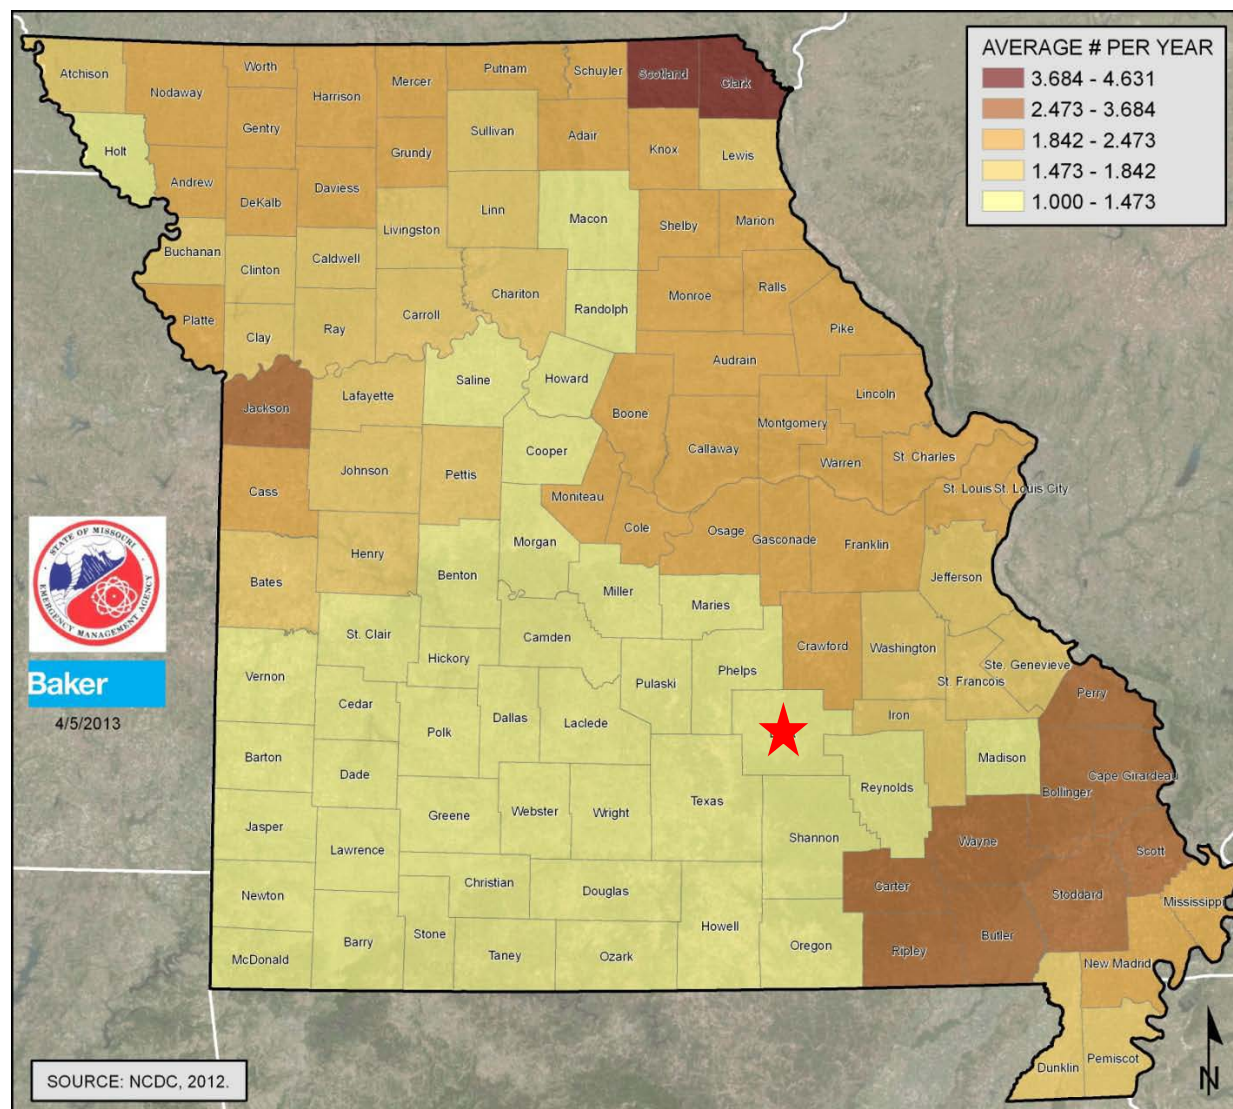 AVERAGE # PER YEAR
3.684 - 4.631
2.473 - 3.684
1.842 - 2.473
1.473 - 1.842
1.000 - 1.473
Atchison
Nodaway
Worth
Harrison
Mercer
Putnam
Schuyler
Scotland
Clark
Holt
Gentry
Sullivan
Adair
Knox
Lewis
Andrew
DeKalb
Daviess
Grundy
Linn
Macon
Shelby
Marion
Buchanan
Clinton
Caldwell
Livingston
Chariton
Randolph
Monroe
Ralls
Platte
Clay
Ray
Carroll
Pike
Audrain
Saline
Howard
Lincoln
Jackson
Lafayette
Boone
Montgomery
Callaway
Cooper
Warren
St. Charles
Johnson
Pettis
Cass
Moniteau
St. Louis
St. Louis City
Cole
Osage
Gasconade
Franklin
Henry
Morgan
Bates
Benton
Miller
Maries
Jefferson
St. Clair
Camden
Crawford
Washington
Hickory
Phelps
Ste. Genevieve
Vernon
Pulaski
St. Francois
Perry
Cedar
Polk
Dallas
Laclede
Iron
Barton
Dade
Madison
Cape Girardeau
Reynolds
Bollinger
Texas
Greene
Webster
Wright
Jasper
Shannon
Wayne
Lawrence
Scott
Christian
Douglas
Carter
Newton
Stoddard
Mississippi
Howell
Stone
Barry
Oregon
Ripley
Butler
McDonald
Taney
Ozark
New Madrid
Dunklin
Pemiscot
STATE OF MISSOURI
EMERGENCY MANAGEMENT AGENCY
Baker
4/5/2013
SOURCE: NCDC, 2012.
N